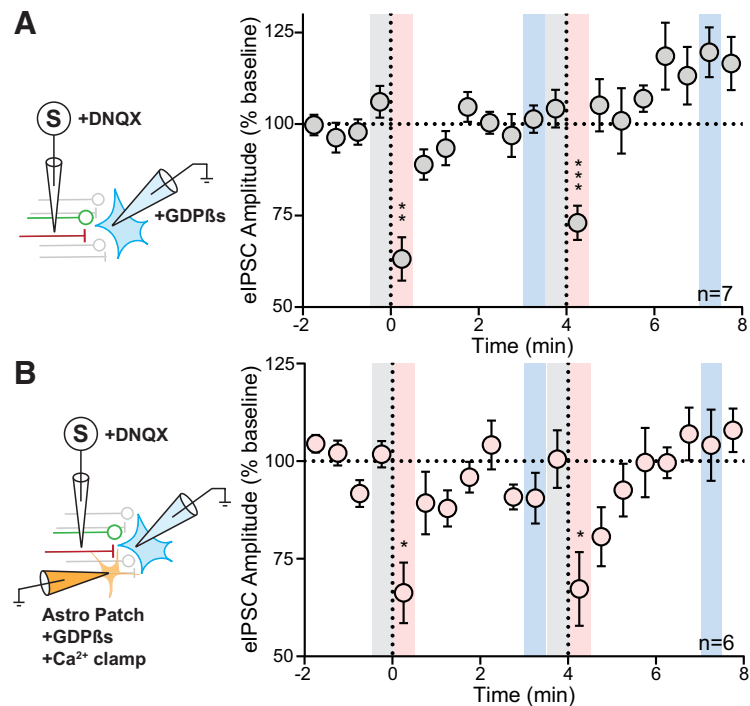 A
S +DNQX
+GDPßs
eIPSC Amplitude (% baseline)
125
100
75
50
**
***
n=7
-2 0 2 4 6 8
Time (min)
B
S +DNQX
Astro Patch
+GDPßs
+Ca²⁺ clamp
eIPSC Amplitude (% baseline)
125
100
75
50
*
*
n=6
-2 0 2 4 6 8
Time (min)